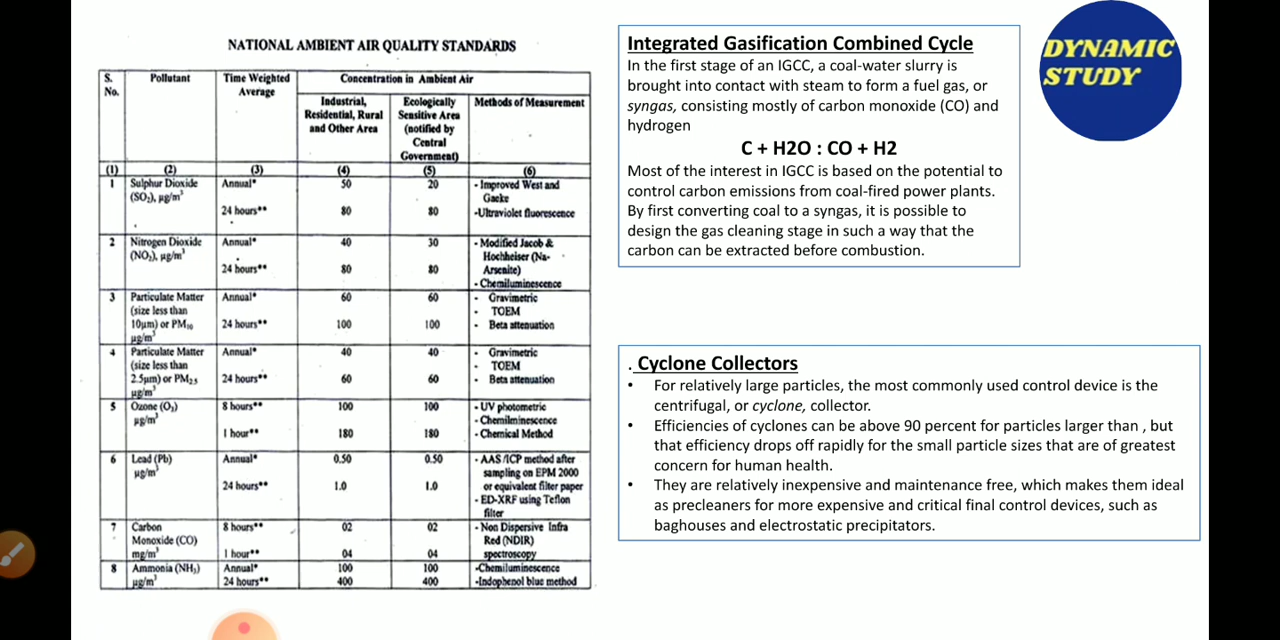 NATIONAL AMBIENT AIR QUALITY STANDARDS
S. No. Pollutant Time Weighted Average Concentration in Ambient Air
Industrial, Residential, Rural and Other Area Ecologically Sensitive Area (notified by Central Government) Methods of Measurement
(1) (2) (3) (4) (5) (6)
1 Sulphur Dioxide Annual* 50 20 - Improved West and
(SO₂), µg/m³ Gaeke
24 hours** 80 80 -Ultraviolet fluorescence
2 Nitrogen Dioxide Annual* 40 30 - Modified Jacob &
(NO₂), µg/m³ Hochheiser (Na-
24 hours** 80 80 Arsenite)
- Chemiluminescence
3 Particulate Matter Annual* 60 60 - Gravimetric
(size less than - TOEM
10µm) or PM₁₀ 24 hours** 100 100 - Beta attenuation
µg/m³
4 Particulate Matter Annual* 40 40 - Gravimetric
(size less than - TOEM
2.5µm) or PM₂.₅ 24 hours** 60 60 - Beta attenuation
µg/m³
5 Ozone (O₃) 8 hours** 100 100 - UV photometric
µg/m³ - Chemilminescence
1 hour** 180 180 - Chemical Method
6 Lead (Pb) Annual* 0.50 0.50 - AAS /ICP method after
µg/m³ sampling on EPM 2000
24 hours** 1.0 1.0 or equivalent filter paper
- ED-XRF using Teflon
filter
7 Carbon 8 hours** 02 02 - Non Dispersive Infra
Monoxide (CO) Red (NDIR)
mg/m³ 1 hour** 04 04 spectroscopy
8 Ammonia (NH₃) Annual* 100 100 -Chemiluminescence
µg/m³ 24 hours** 400 400 -Indophenol blue method
Integrated Gasification Combined Cycle
In the first stage of an IGCC, a coal-water slurry is
brought into contact with steam to form a fuel gas, or
syngas, consisting mostly of carbon monoxide (CO) and
hydrogen
C + H2O : CO + H2
Most of the interest in IGCC is based on the potential to
control carbon emissions from coal-fired power plants.
By first converting coal to a syngas, it is possible to
design the gas cleaning stage in such a way that the
carbon can be extracted before combustion.
DYNAMIC
STUDY
. Cyclone Collectors
• For relatively large particles, the most commonly used control device is the
centrifugal, or cyclone, collector.
• Efficiencies of cyclones can be above 90 percent for particles larger than , but
that efficiency drops off rapidly for the small particle sizes that are of greatest
concern for human health.
• They are relatively inexpensive and maintenance free, which makes them ideal
as precleaners for more expensive and critical final control devices, such as
baghouses and electrostatic precipitators.